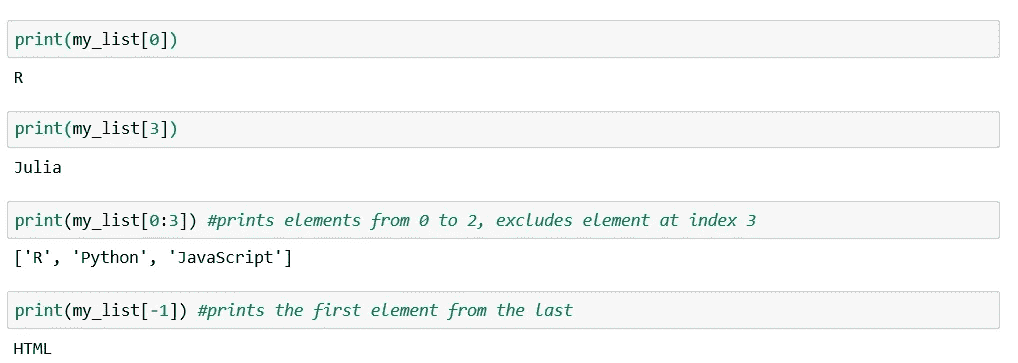 print(my_list[0])
R
print(my_list[3])
Julia
print(my_list[0:3]) #prints elements from 0 to 2, excludes element at index 3
['R', 'Python', 'JavaScript']
print(my_list[-1]) #prints the first element from the last
HTML